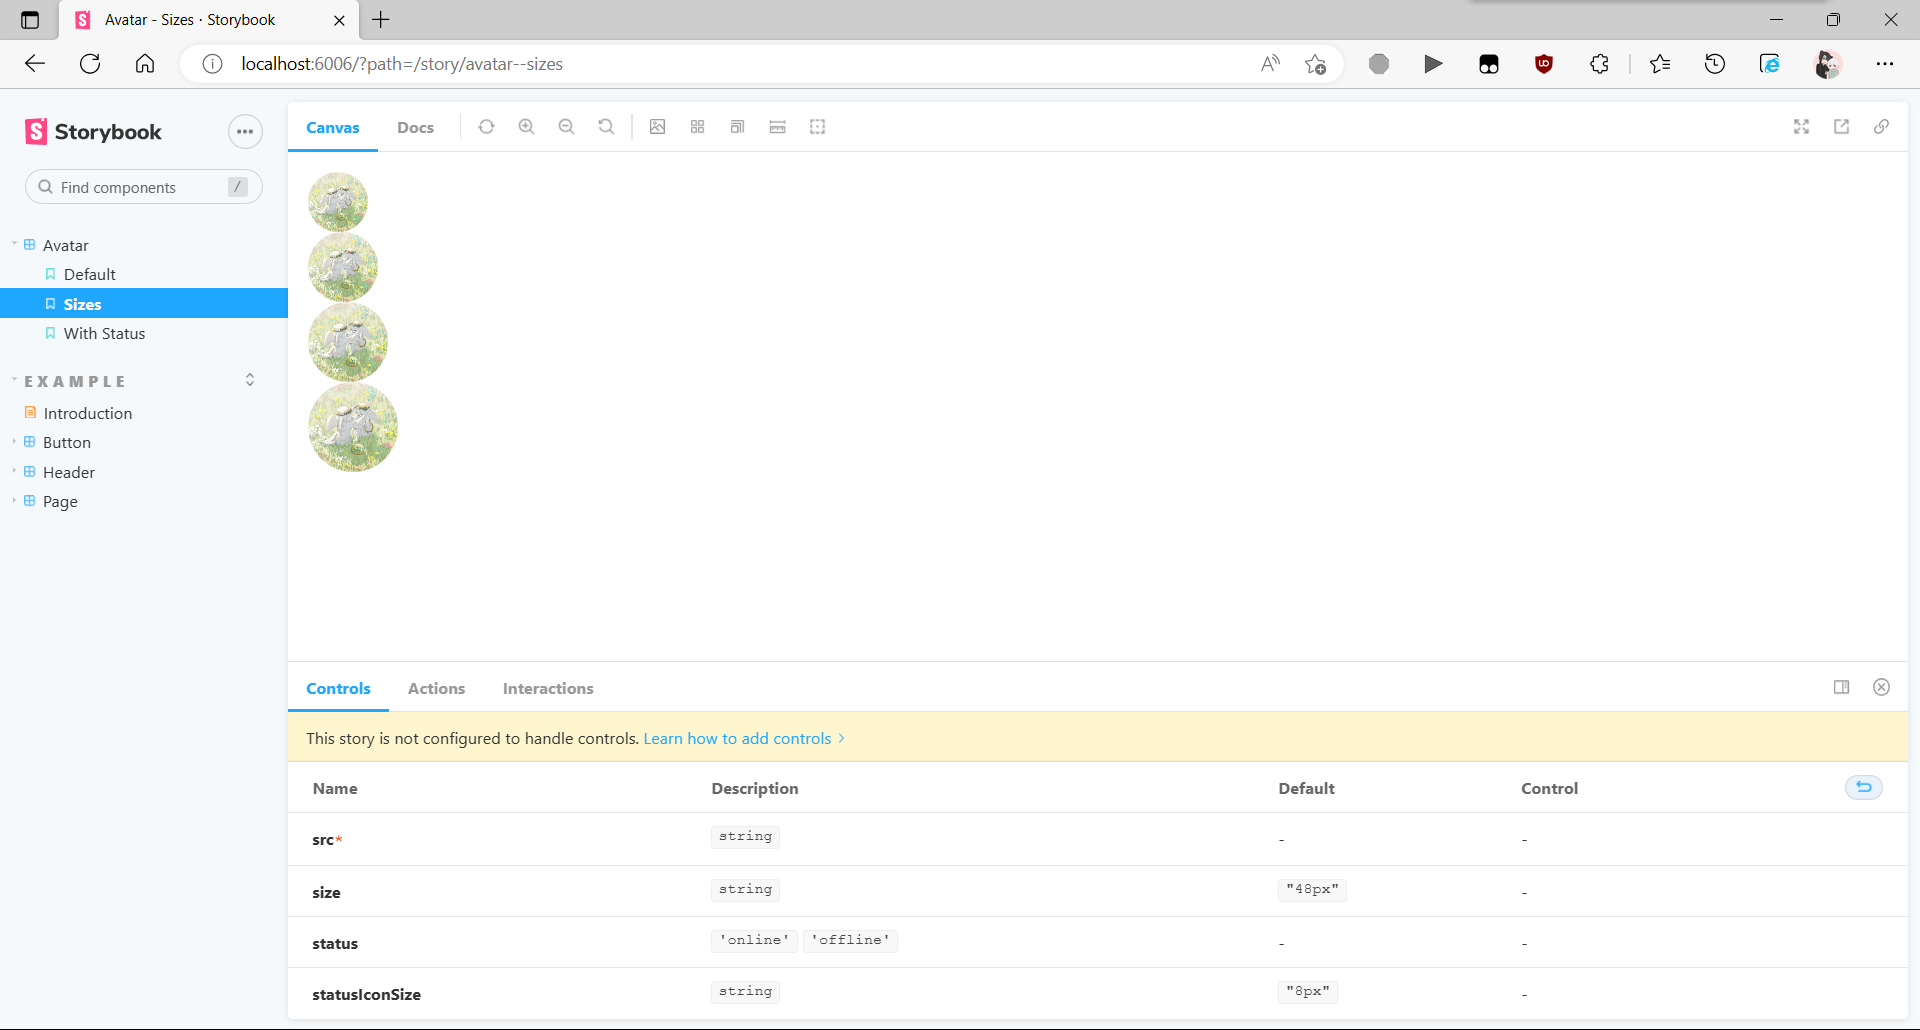 Avatar - Sizes · Storybook
localhost:6006/?path=/story/avatar--sizes
Storybook
Find components /
Avatar
Default
Sizes
With Status
EXAMPLE
Introduction
Button
Header
Page
Canvas Docs
Controls Actions Interactions
This story is not configured to handle controls. Learn how to add controls
Name Description Default Control
src* string - -
size string "48px" -
status 'online' 'offline' - -
statusIconSize string "8px" -